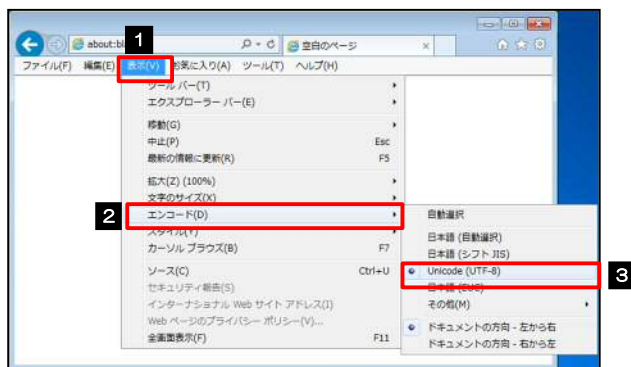 1
about:bl
空白のページ
ファイル(F) 編集(E) 表示(V) お気に入り(A) ツール(T) ヘルプ(H)
ツール バー(T)
エクスプローラー バー(E)
移動(G)
中止(P) Esc
最新の情報に更新(R) F5
拡大(Z) (100%)
文字のサイズ(X)
2 エンコード(D)
スタイル(Y)
カーソル ブラウズ(B) F7
ソース(C) Ctrl+U
セキュリティ報告(S)
インターナショナル Web サイト アドレス(I)
Web ページのプライバシー ポリシー(V)...
全画面表示(F) F11
自動選択
日本語 (自動選択)
日本語 (シフト JIS)
Unicode (UTF-8) 3
日本語 (EUC)
その他(M)
ドキュメントの方向 - 左から右
ドキュメントの方向 - 右から左